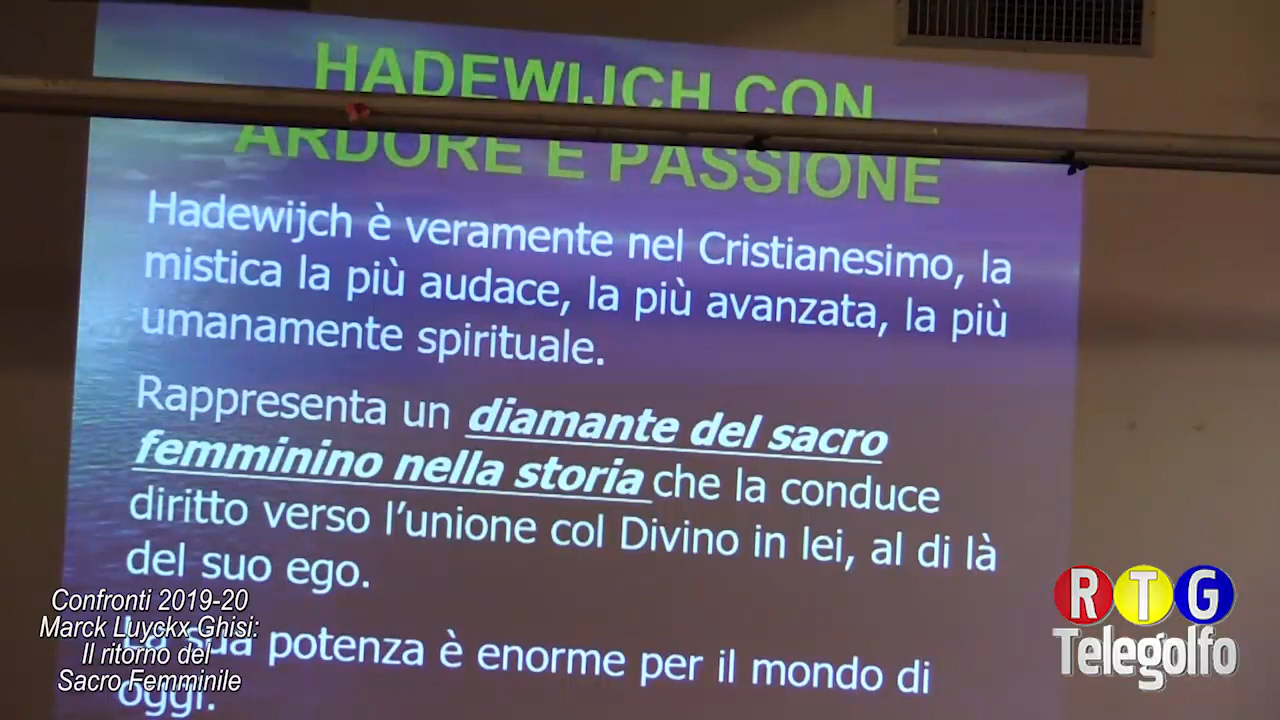 HADEWIJCH CON
ARDORE E PASSIONE
Hadewijch è veramente nel Cristianesimo, la
mistica la più audace, la più avanzata, la più
umanamente spirituale.
Rappresenta un diamante del sacro
femminino nella storia che la conduce
diritto verso l'unione col Divino in lei, al di là
del suo ego.
La sua potenza è enorme per il mondo di
oggi.
Confronti 2019-20
Marck Luyckx Ghisi:
Il ritorno del
Sacro Femminile
RTG
Telegolfo